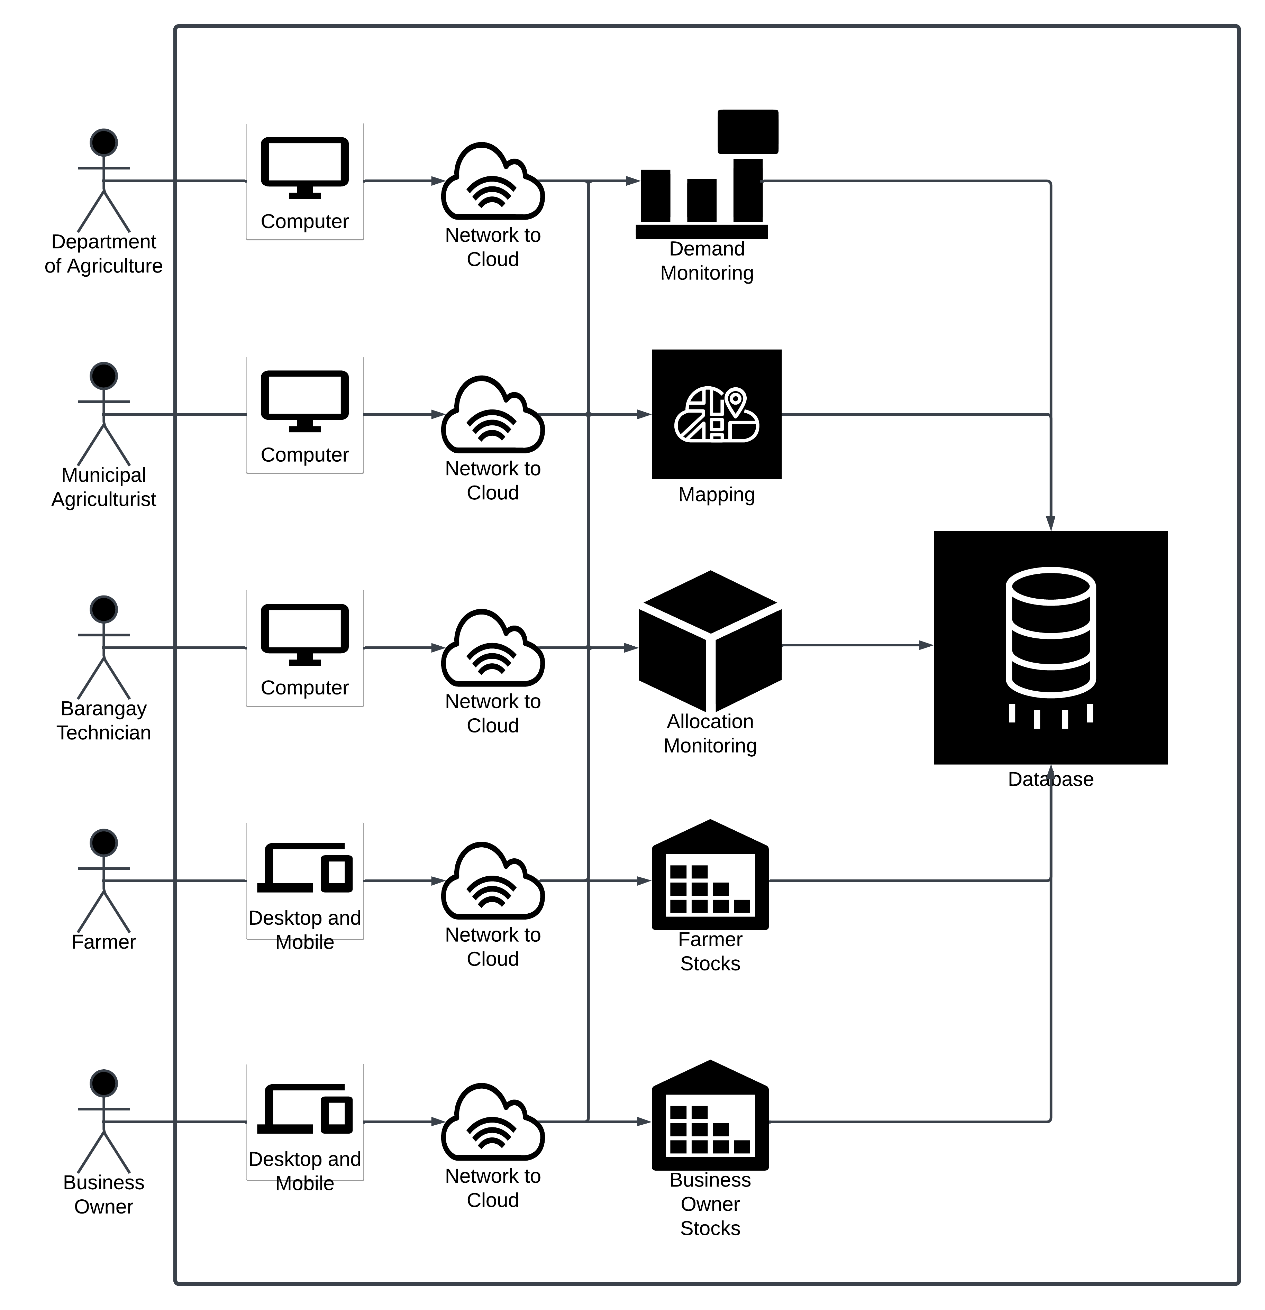 Department
of Agriculture
Computer
Network to
Cloud
Demand
Monitoring
Municipal
Agriculturist
Computer
Network to
Cloud
Mapping
Barangay
Technician
Computer
Network to
Cloud
Allocation
Monitoring
Database
Farmer
Desktop and
Mobile
Network to
Cloud
Farmer
Stocks
Business
Owner
Desktop and
Mobile
Network to
Cloud
Business
Owner
Stocks